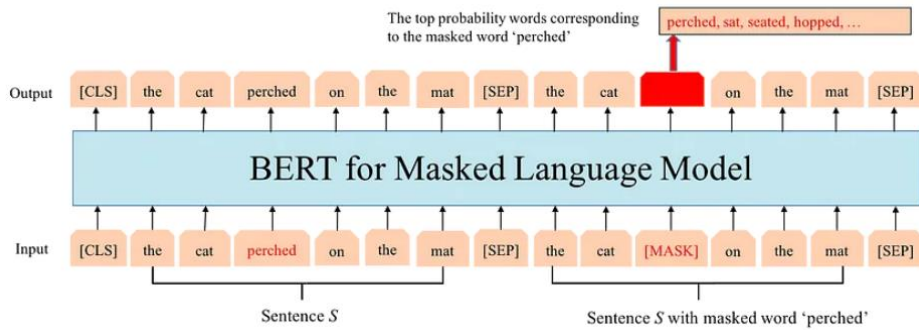 The top probability words corresponding
to the masked word ‘perched’
perched, sat, seated, hopped, …
Output [CLS] the cat perched on the mat [SEP] the cat on the mat [SEP]
BERT for Masked Language Model
Input [CLS] the cat perched on the mat [SEP] the cat [MASK] on the mat [SEP]
Sentence S
Sentence S with masked word ‘perched’